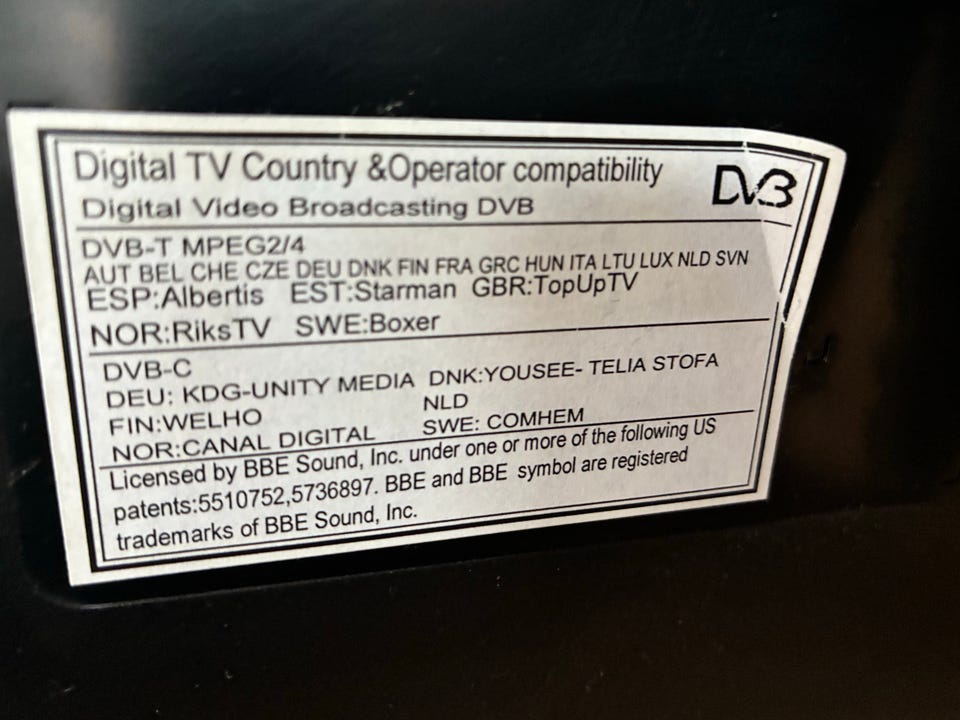 Digital TV Country &Operator compatibility
DVB
Digital Video Broadcasting DVB
DVB-T MPEG2/4
AUT BEL CHE CZE DEU DNK FIN FRA GRC HUN ITA LTU LUX NLD SVN
ESP:Albertis EST:Starman GBR:TopUpTV
NOR:RiksTV SWE:Boxer
DVB-C
DEU: KDG-UNITY MEDIA DNK:YOUSEE- TELIA STOFA
FIN:WELHO NLD
NOR:CANAL DIGITAL SWE: COMHEM
Licensed by BBE Sound, Inc. under one or more of the following US
patents:5510752,5736897. BBE and BBE symbol are registered
trademarks of BBE Sound, Inc.